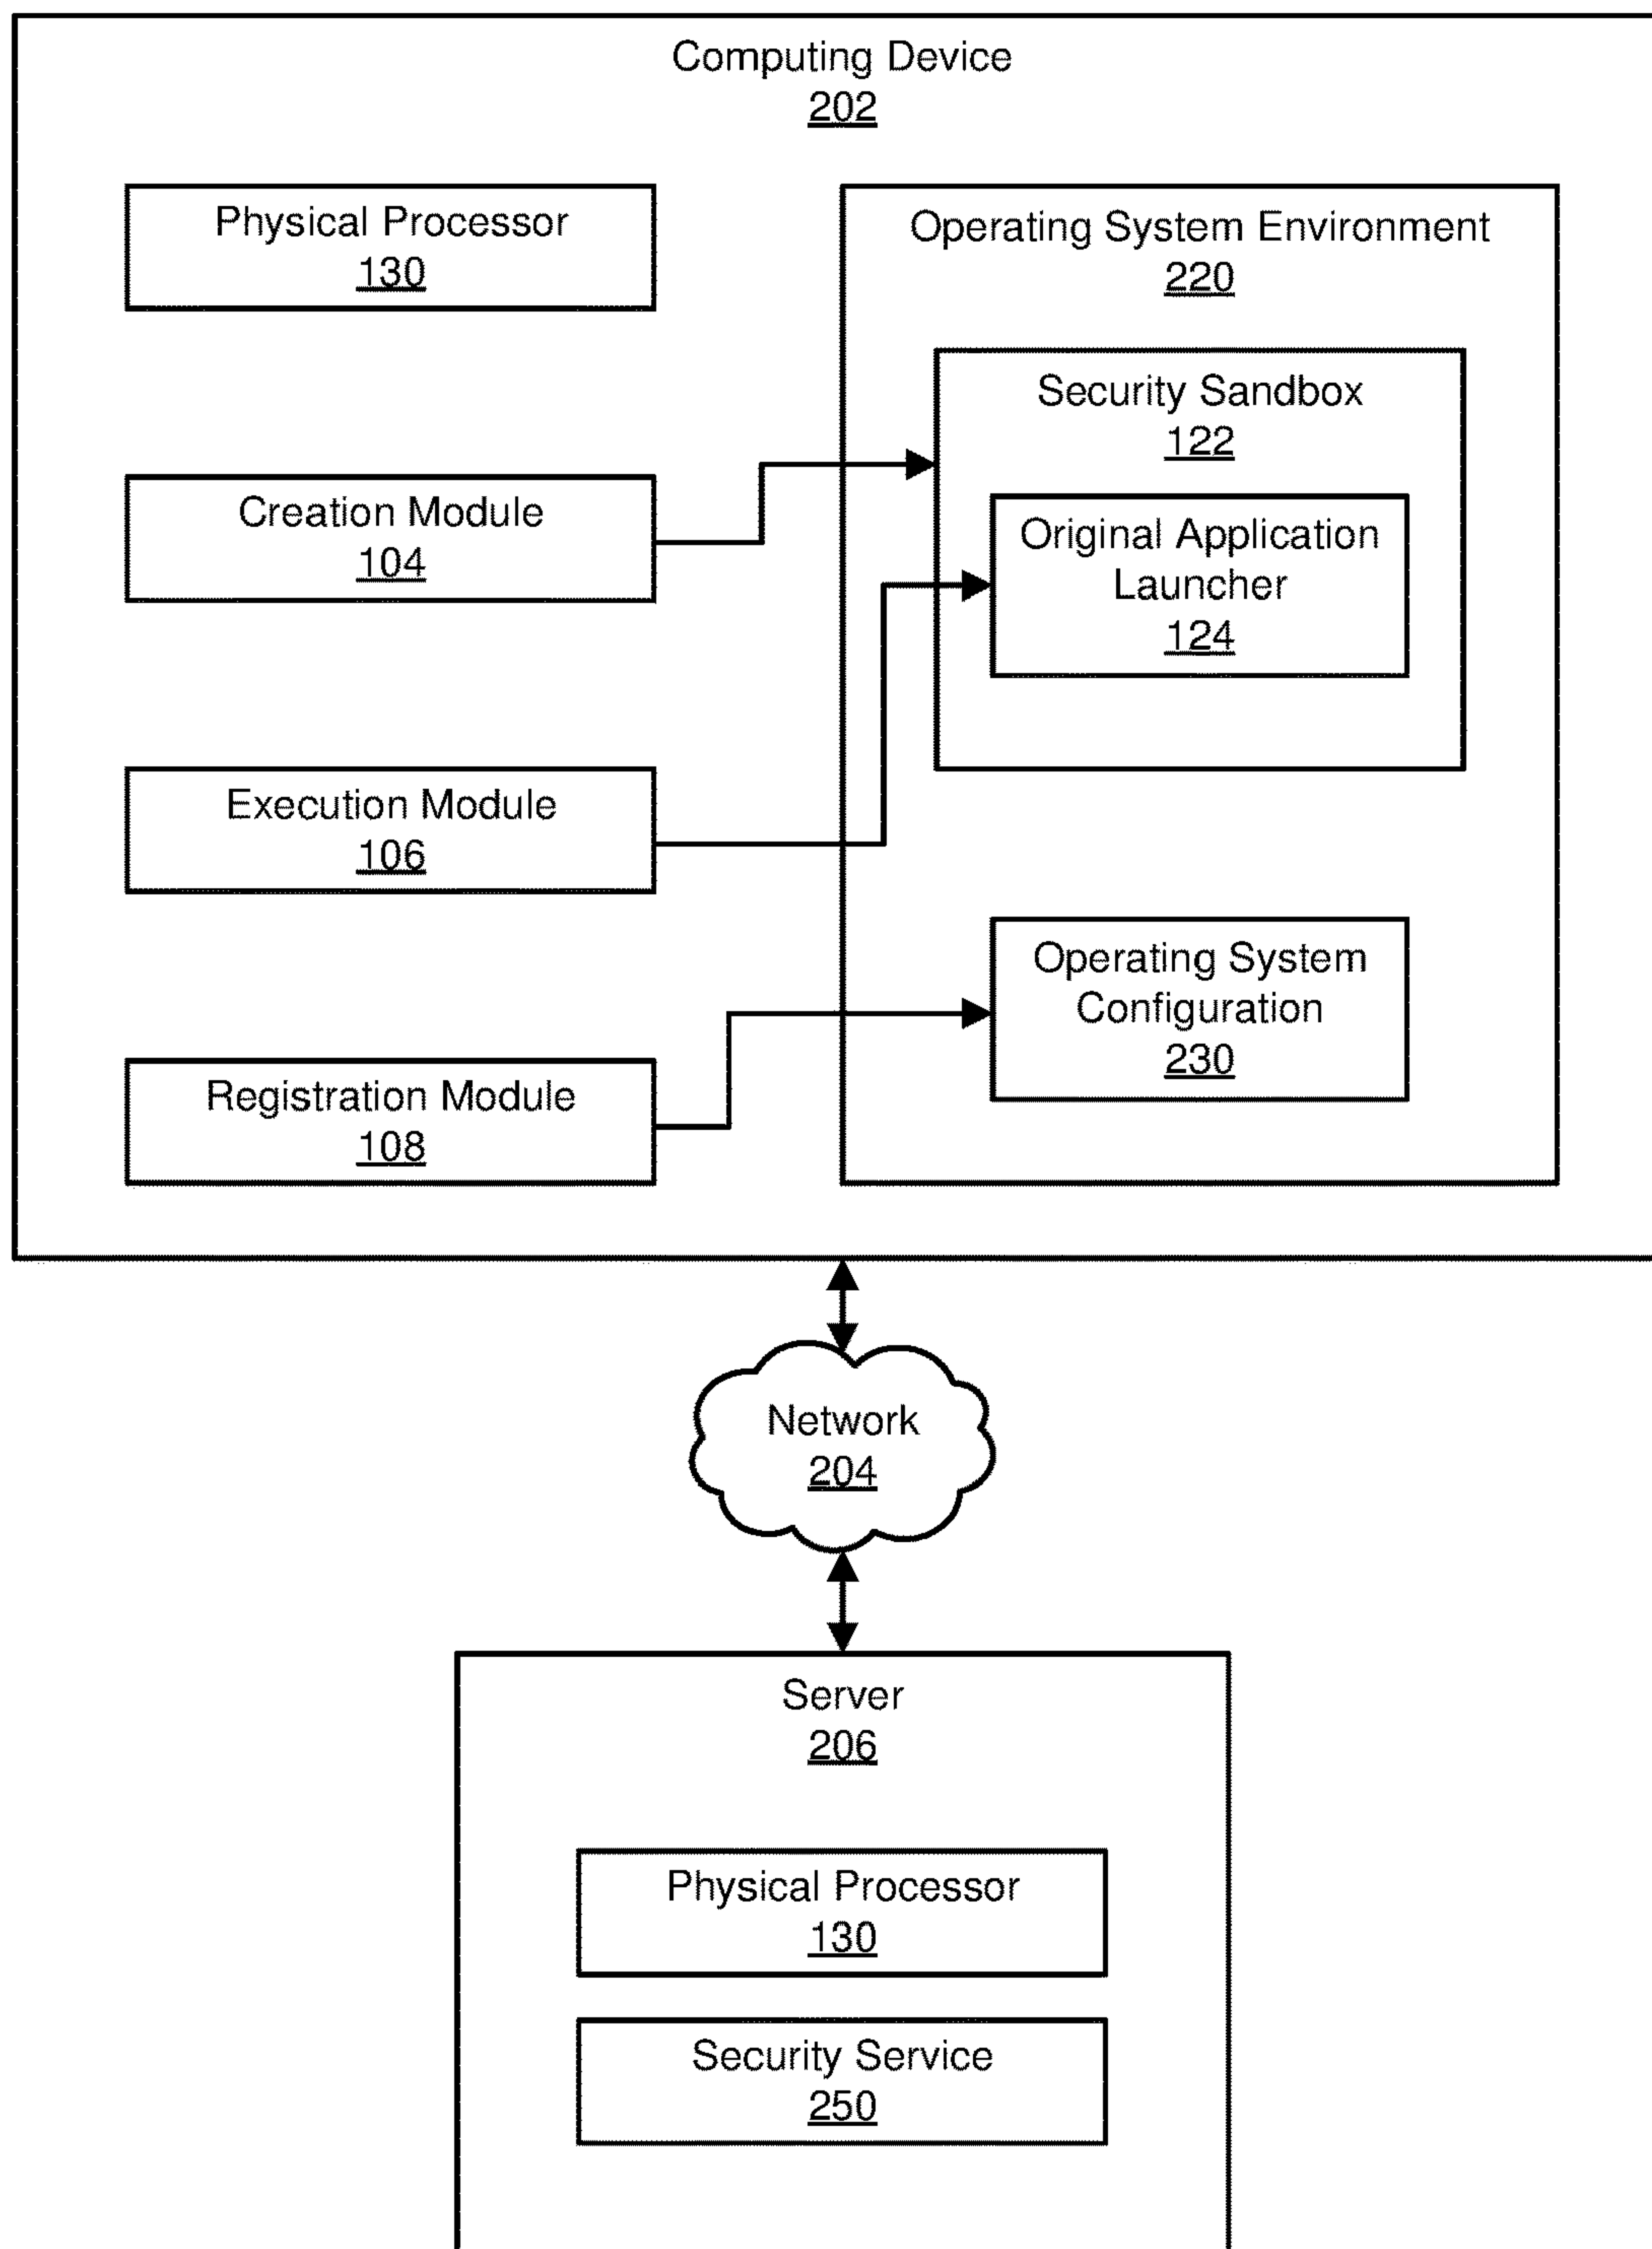 Computing Device
202
Physical Processor
130
Operating System Environment
220
Security Sandbox
122
Creation Module
104
Original Application
Launcher
124
Execution Module
106
Operating System
Configuration
230
Registration Module
108
Network
204
Server
206
Physical Processor
130
Security Service
250